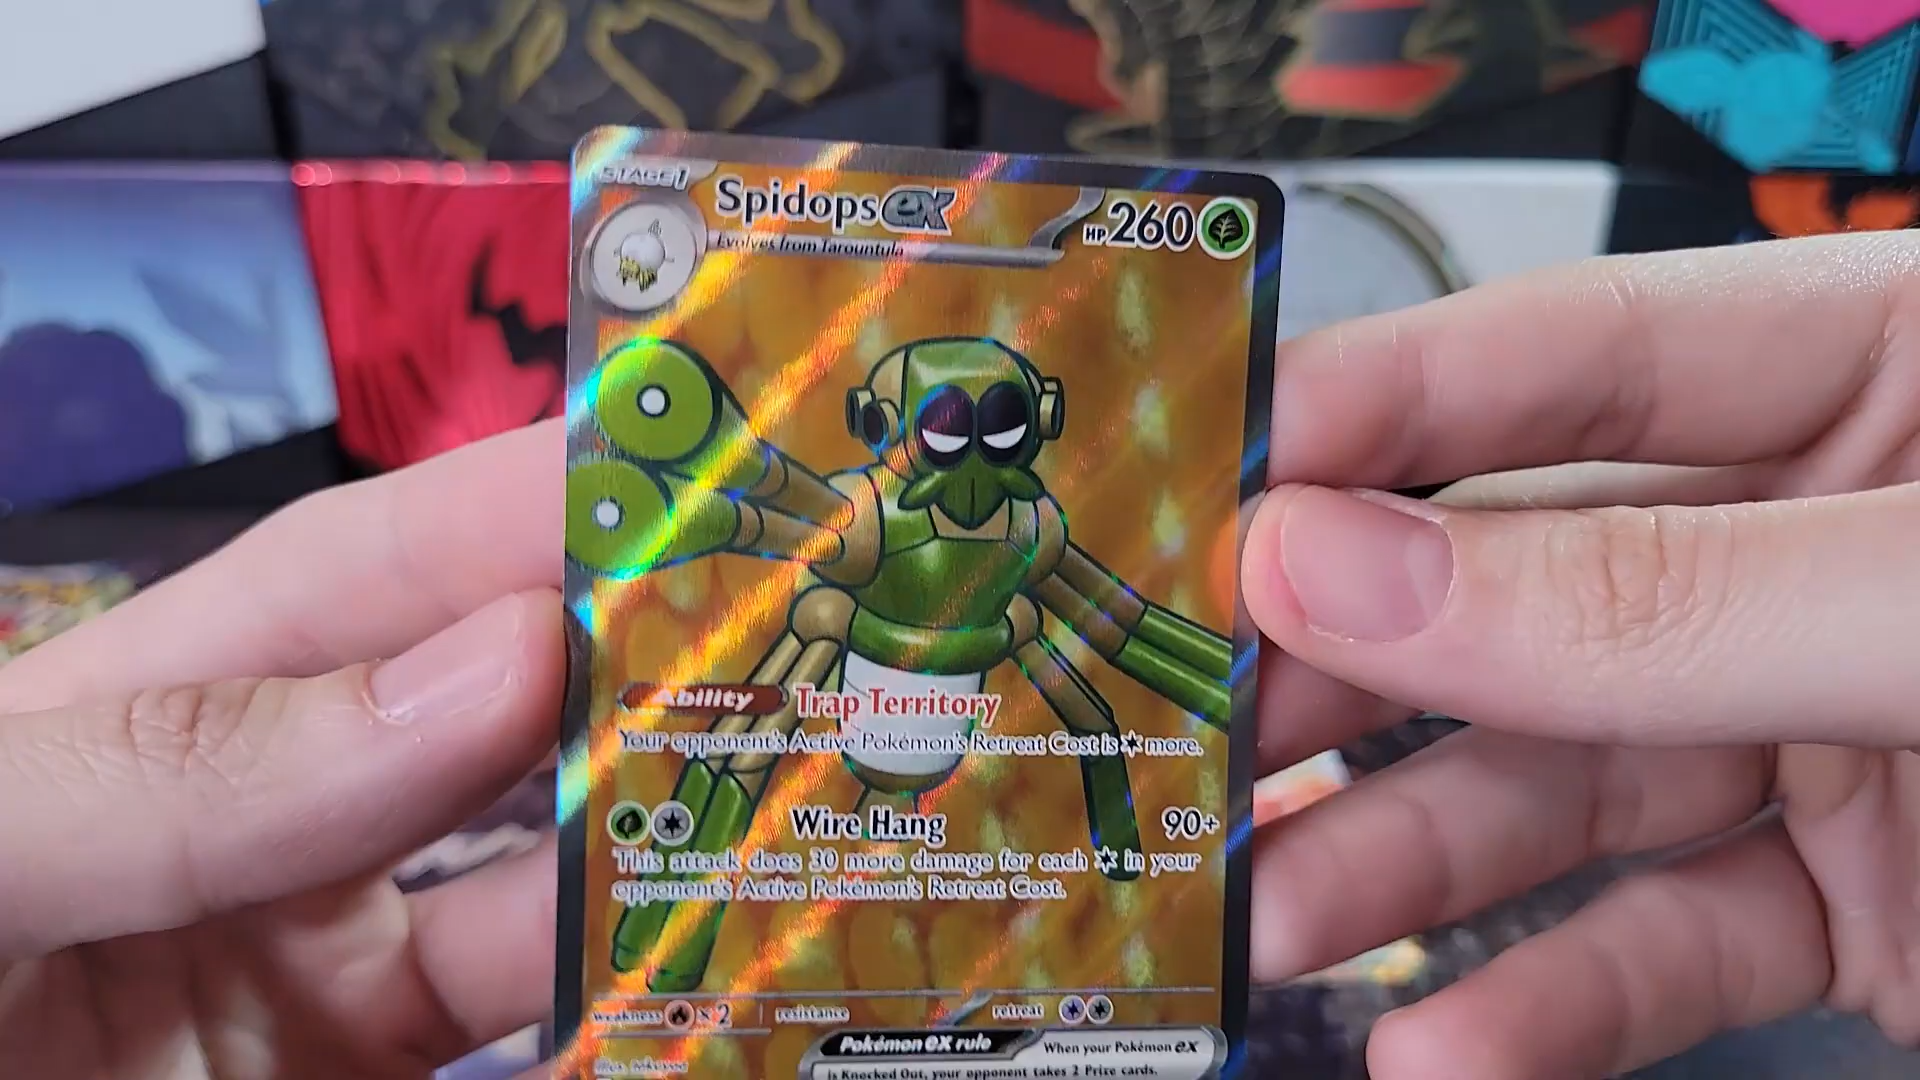 STAGE 1
Spidops ex
HP 260
Evolves from Tarountula
Ability Trap Territory
Your opponent's Active Pokémon's Retreat Cost is more.
Wire Hang 90+
This attack does 30 more damage for each in your
opponent's Active Pokémon's Retreat Cost.
weakness ×2 resistance retreat
Pokémon ex rule When your Pokémon ex
is Knocked Out, your opponent takes 2 Prize cards.